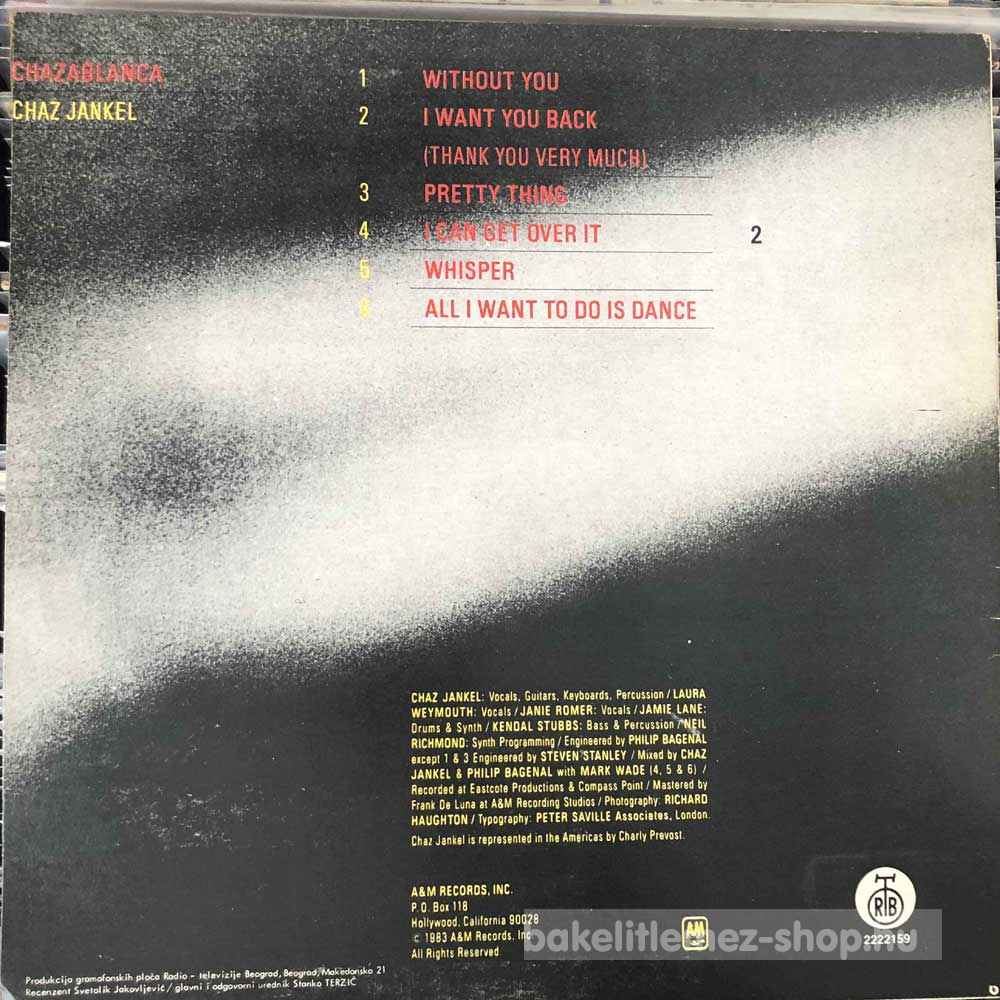 CHAZABLANCA
CHAZ JANKEL
1 WITHOUT YOU
2 I WANT YOU BACK
(THANK YOU VERY MUCH)
3 PRETTY THING
4 I CAN GET OVER IT
2
5 WHISPER
6 ALL I WANT TO DO IS DANCE
CHAZ JANKEL: Vocals, Guitars, Keyboards, Percussion / LAURA
WEYMOUTH: Vocals / JANIE ROMER: Vocals / JAMIE LANE:
Drums & Synth / KENDAL STUBBS: Bass & Percussion / NEIL
RICHMOND: Synth Programming / Engineered by PHILIP BAGENAL
except 1 & 3 Engineered by STEVEN STANLEY / Mixed by CHAZ
JANKEL & PHILIP BAGENAL with MARK WADE (4, 5 & 6) /
Recorded at Eastcote Productions & Compass Point / Mastered by
Frank De Luna at A&M Recording Studios / Photography: RICHARD
HAUGHTON / Typography: PETER SAVILLE Associates, London.
Chaz Jankel is represented in the Americas by Charly Prevost.
A&M RECORDS, INC.
P.O. Box 118
Hollywood, California 90028
© 1983 A&M Records, Inc.
All Rights Reserved
AM
RTB
2222159
bakelitlemez-shop.eu
Produkcija gramofonskih ploča Radio - televizije Beograd, Beograd, Makedonska 21
Recenzent Svetolik Jakovljević / glavni i odgovorni urednik Stanko TERZIĆ